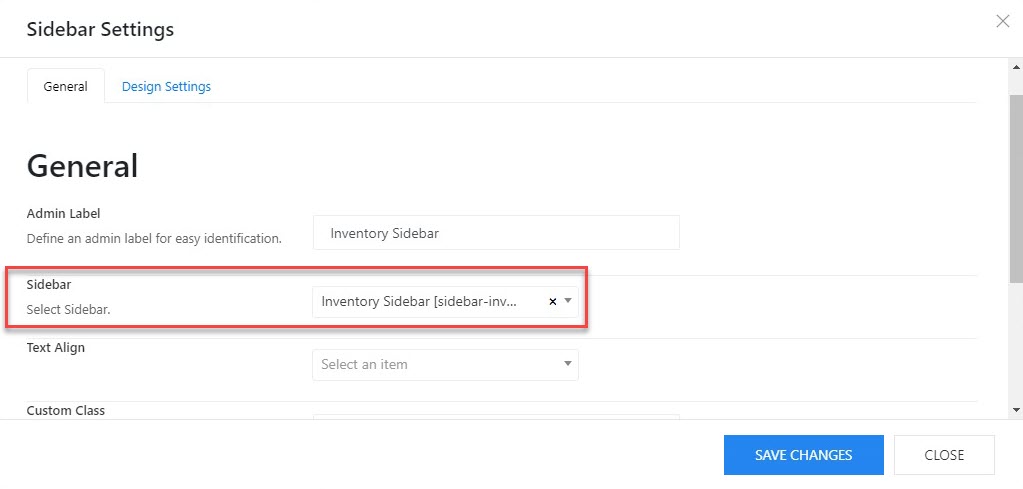 Sidebar Settings
General
Design Settings
General
Admin Label
Define an admin label for easy identification.
Inventory Sidebar
Sidebar
Select Sidebar.
Inventory Sidebar [sidebar-inv...
Text Align
Select an item
Custom Class
SAVE CHANGES
CLOSE